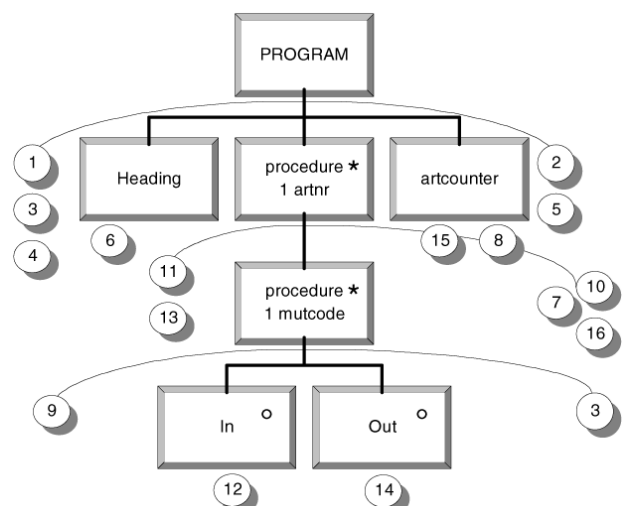 PROGRAM
1
Heading
procedure *
1 artnr
artcounter
2
3
5
4
6
15
8
11
10
7
13
procedure *
1 mutcode
16
9
In
Out
3
12
14